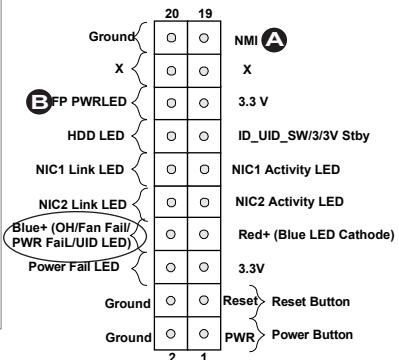 20 19
Ground NMI A
X X
B FP PWRLED 3.3 V
HDD LED ID_UID_SW/3/3V Stby
NIC1 Link LED NIC1 Activity LED
NIC2 Link LED NIC2 Activity LED
Blue+ (OH/Fan Fail/
PWR FaiL/UID LED) Red+ (Blue LED Cathode)
Power Fail LED 3.3V
Ground Reset Reset Button
Ground PWR Power Button
2 1